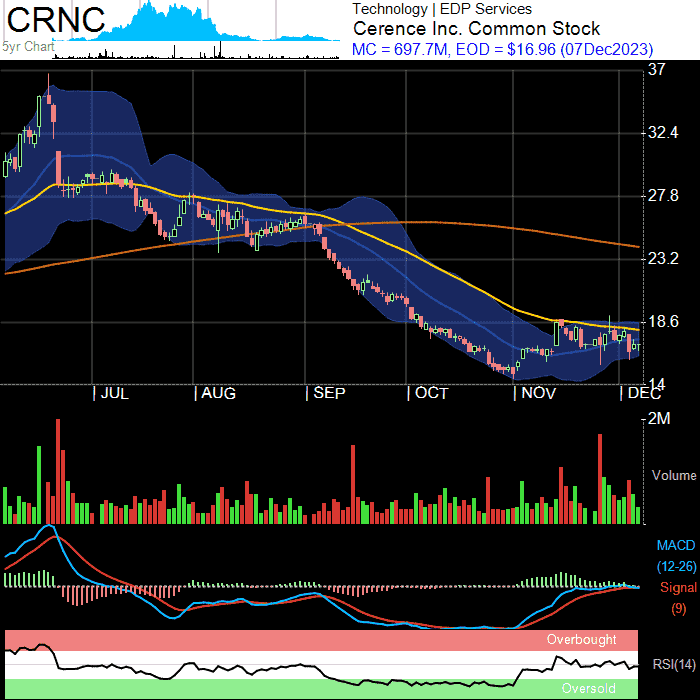 CRNC
5yr Chart
Technology | EDP Services
Cerence Inc. Common Stock
MC = 697.7M, EOD = $16.96 (07Dec2023)
37
32.4
27.8
23.2
18.6
14
| JUL | AUG | SEP | OCT | NOV | DEC
2M
Volume
MACD
(12-26)
Signal
(9)
Overbought
RSI(14)
Oversold